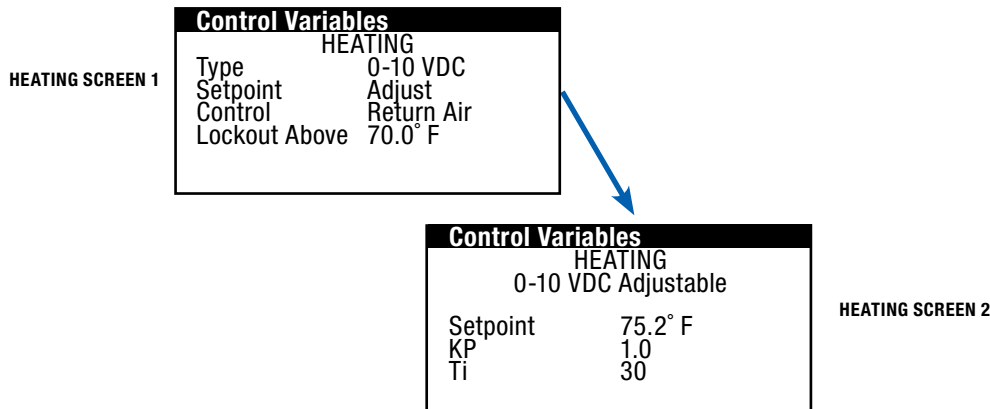 HEATING SCREEN 1
Control Variables
HEATING
Type 0-10 VDC
Setpoint Adjust
Control Return Air
Lockout Above 70.0° F
Control Variables
HEATING
0-10 VDC Adjustable
Setpoint 75.2° F
KP 1.0
Ti 30
HEATING SCREEN 2